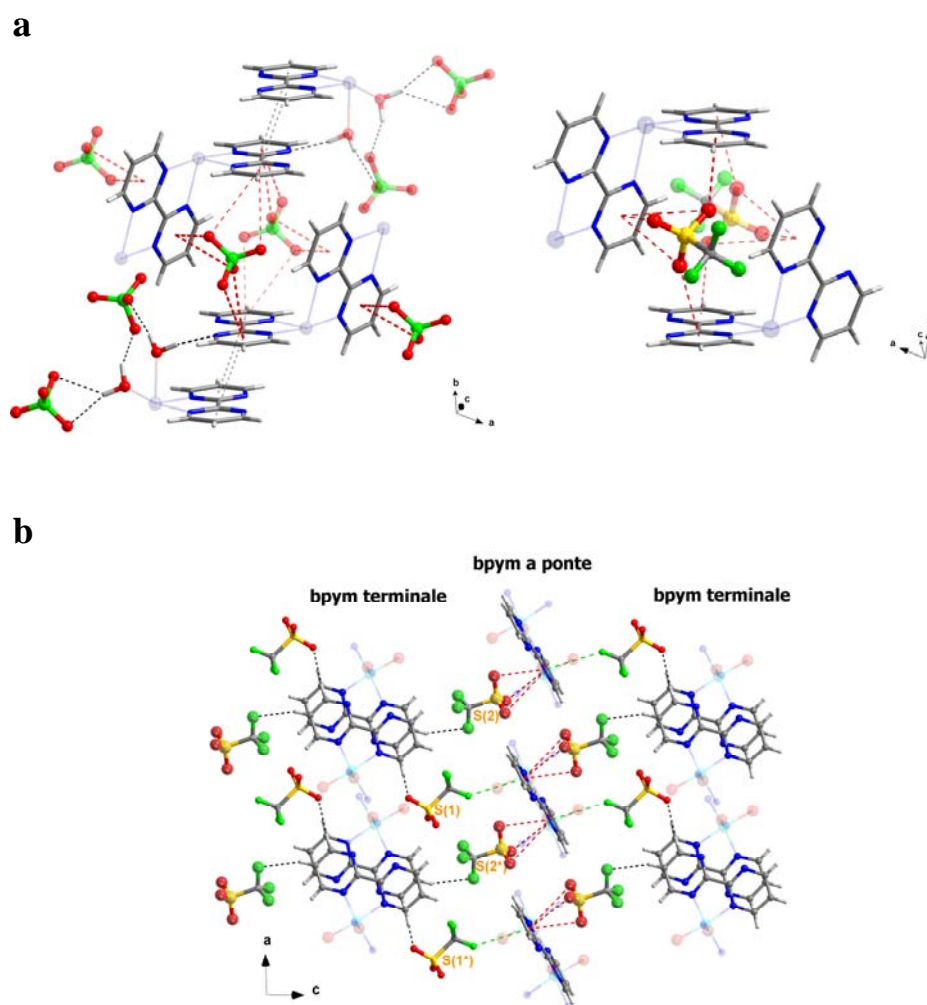 a
b
c
a
a
c
b
bpym a ponte
bpym terminale
bpym terminale
S(2)
S(1)
S(2*)
S(1*)
a
c